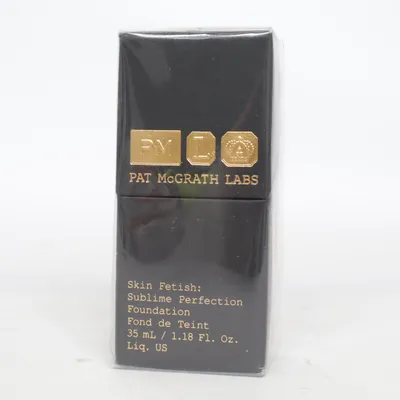 PM L
PAT McGRATH LABS
Skin Fetish:
Sublime Perfection
Foundation
Fond de Teint
35 mL / 1.18 Fl. Oz.
Liq. US